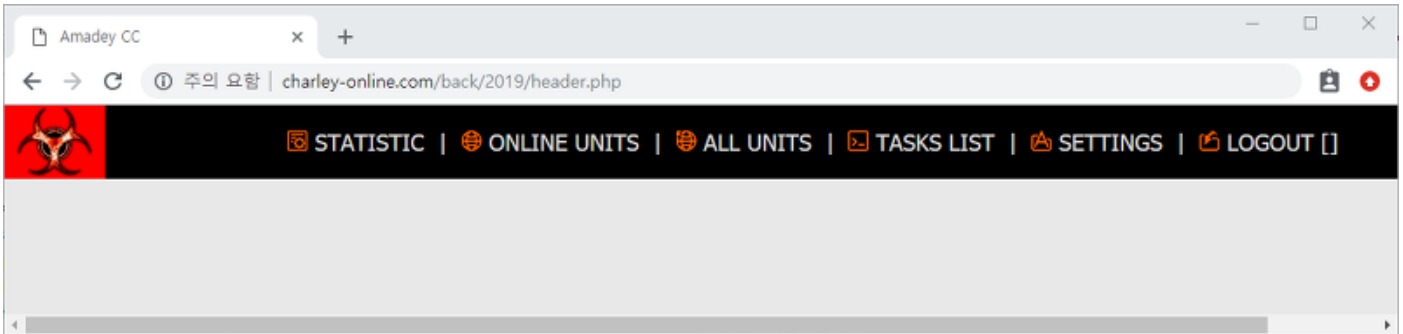 Amadey CC
주의 요함 | charley-online.com/back/2019/header.php
STATISTIC | ONLINE UNITS | ALL UNITS | TASKS LIST | SETTINGS | LOGOUT []